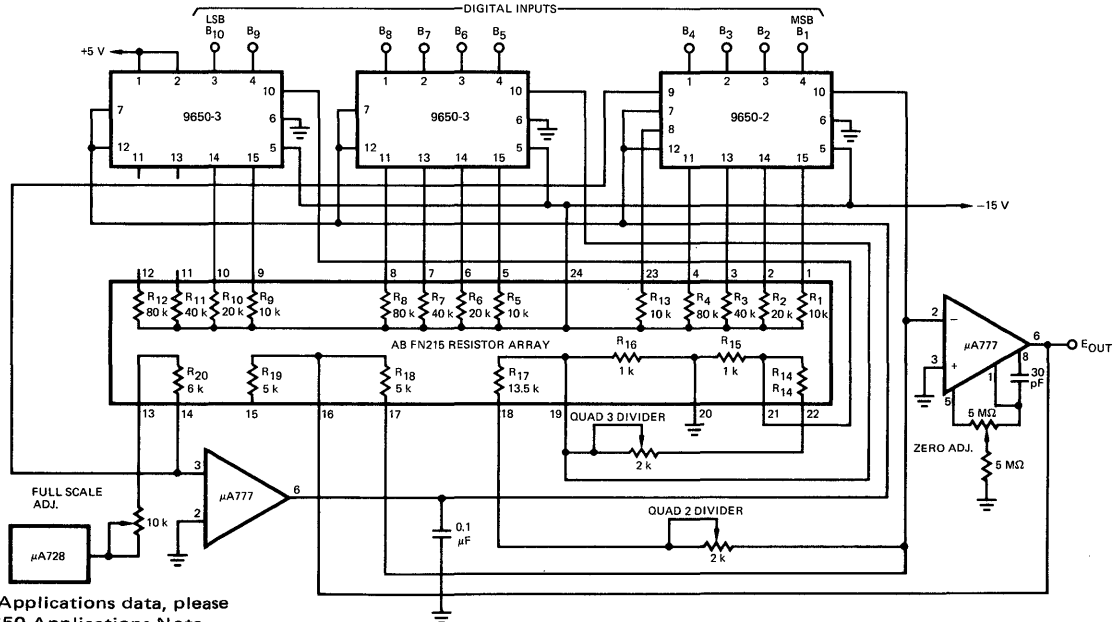 DIGITAL INPUTS
LSB MSB
B10 B9 B8 B7 B6 B5 B4 B3 B2 B1
+5 V
1 2 3 4 1 2 3 4 1 2 3 4
7 10 7 10 9 7 8 10
9650-3 9650-3 9650-2
12 6 5 12 6 5 12 6 5
11 13 14 15 11 13 14 15 11 13 14 15
−15 V
12 11 10 9 8 7 6 5 24 23 4 3 2 1
R12 80 k R11 40 k R10 20 k R9 10 k R8 80 k R7 40 k R6 20 k R5 10 k R13 10 k R4 80 k R3 40 k R2 20 k R1 10k
AB FN215 RESISTOR ARRAY
R20 6 k R19 5 k R18 5 k R17 13.5 k R16 1 k R15 1 k R14 R14
13 14 15 16 17 18 19 20 21 22
QUAD 3 DIVIDER
2 k
2 − µA777 6 EOUT
3 + 1 8 30 pF
5 5 MΩ
ZERO ADJ.
5 MΩ
FULL SCALE ADJ.
10 k
3 µA777 6
2
µA728
0.1 µF
QUAD 2 DIVIDER
2 k
Applications data, please